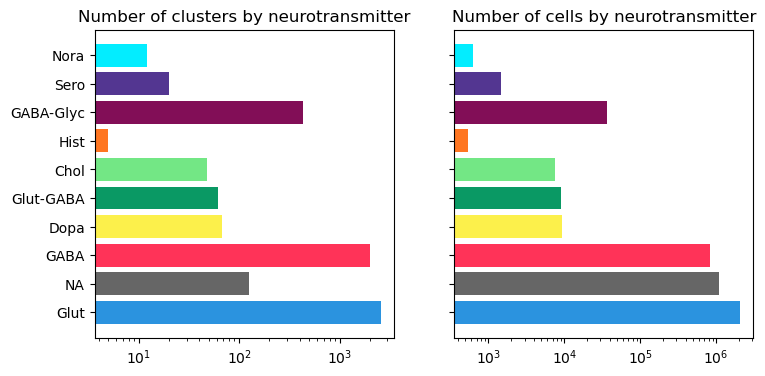 Number of clusters by neurotransmitter
Number of cells by neurotransmitter
Nora
Sero
GABA-Glyc
Hist
Chol
Glut-GABA
Dopa
GABA
NA
Glut
10¹ 10² 10³
10³ 10⁴ 10⁵ 10⁶